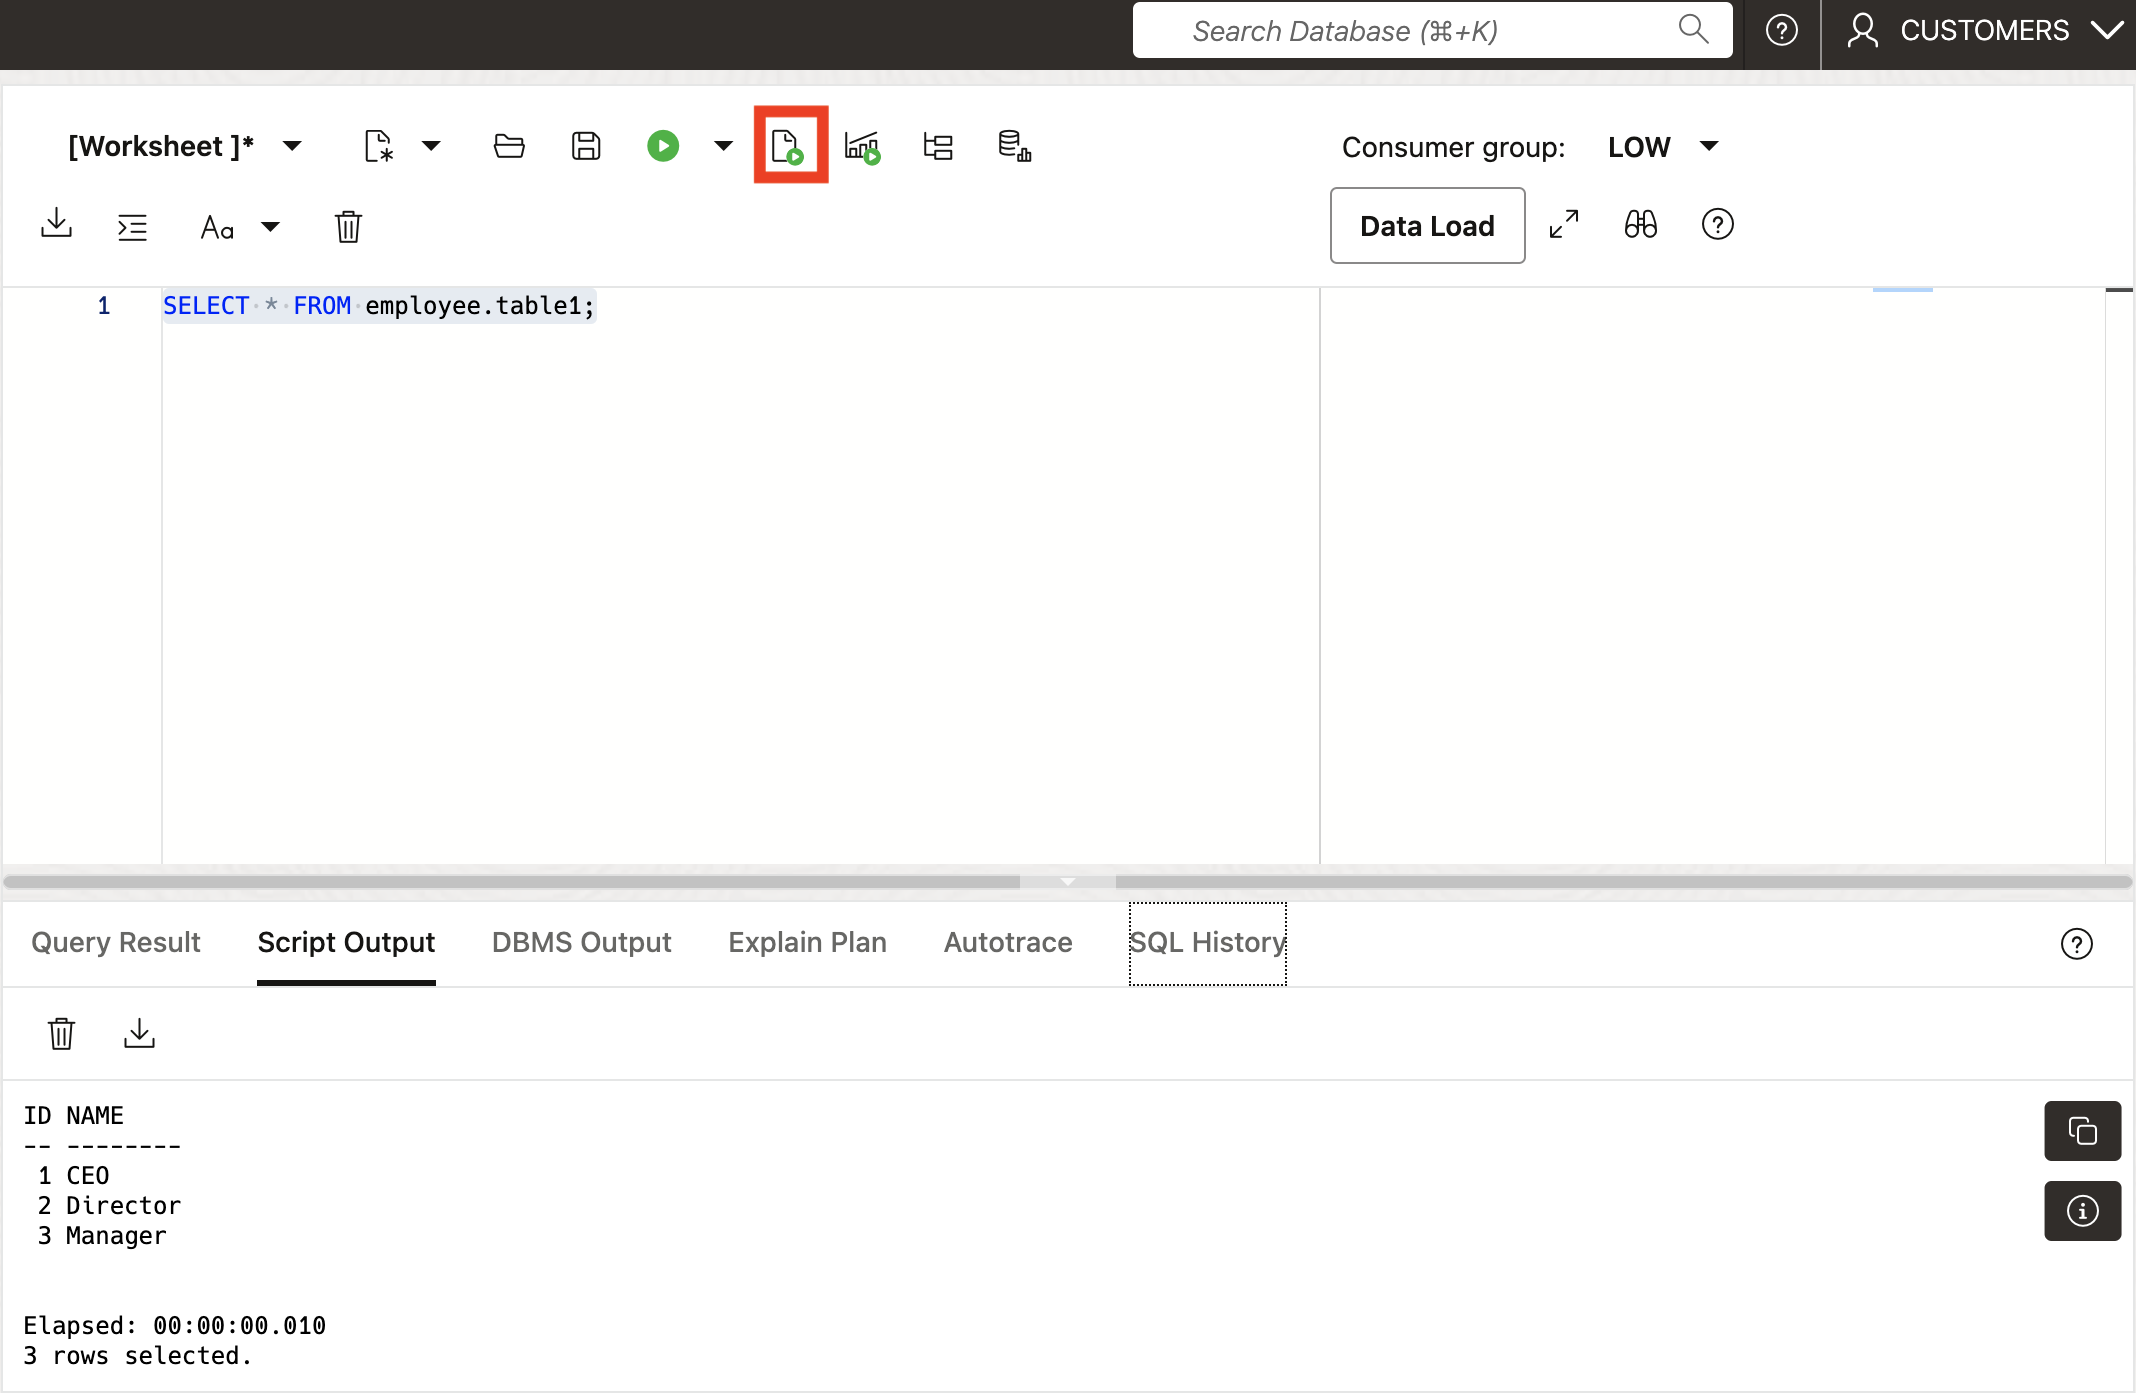 Search Database (⌘+K)
CUSTOMERS
[Worksheet ]*
Consumer group: LOW
Aa
Data Load
1 SELECT * FROM employee.table1;
Query Result Script Output DBMS Output Explain Plan Autotrace SQL History
ID NAME
-- --------
1 CEO
2 Director
3 Manager
Elapsed: 00:00:00.010
3 rows selected.